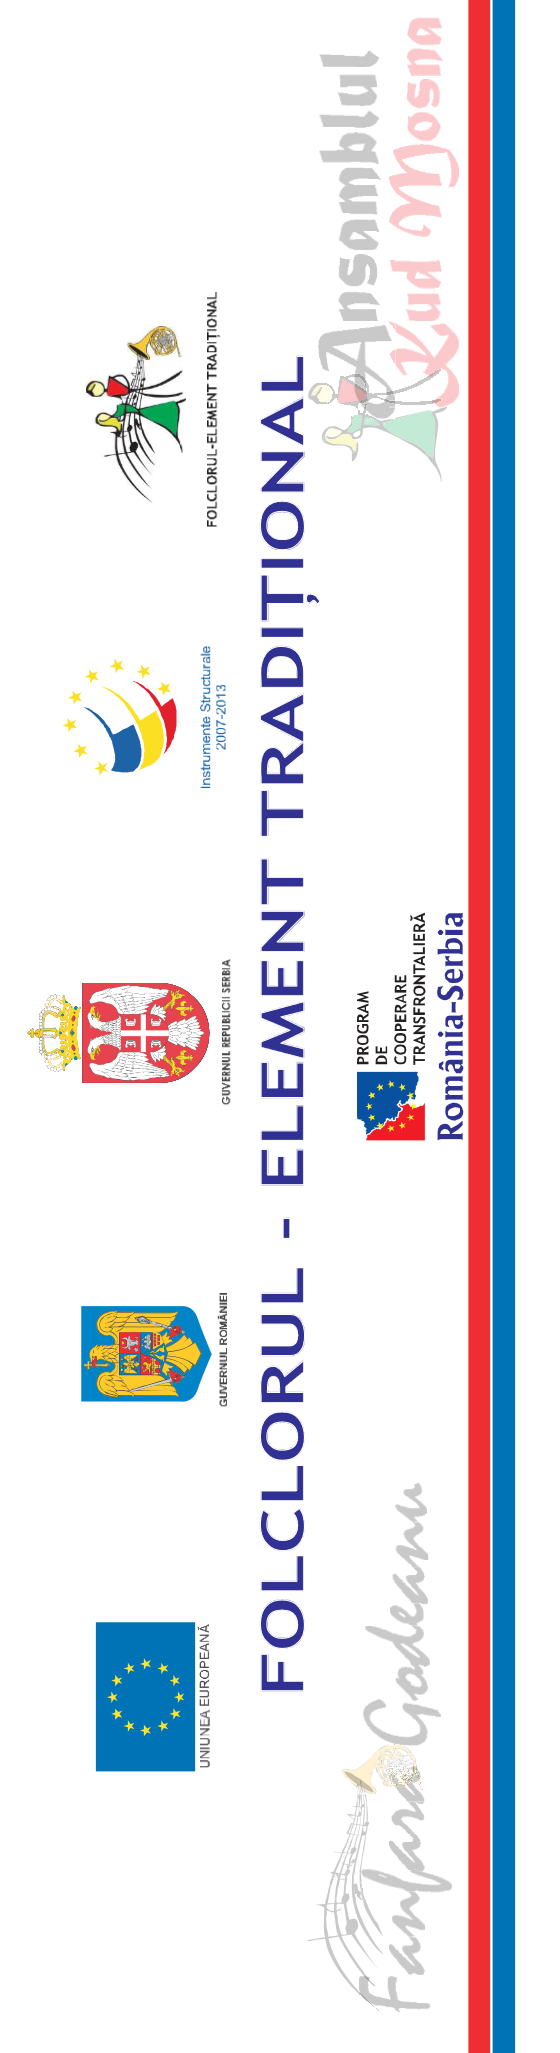 UNIUNEA EUROPEANĂ
GUVERNUL ROMÂNIEI
GUVERNUL REPUBLICII SERBIA
Instrumente Structurale
2007-2013
FOLCLORUL-ELEMENT TRADIȚIONAL
FOLCLORUL - ELEMENT TRADIȚIONAL
Fanfara Godeanu
PROGRAM
DE
COOPERARE
TRANSFRONTALIERĂ
România-Serbia
Ansamblul
Kud Mosna